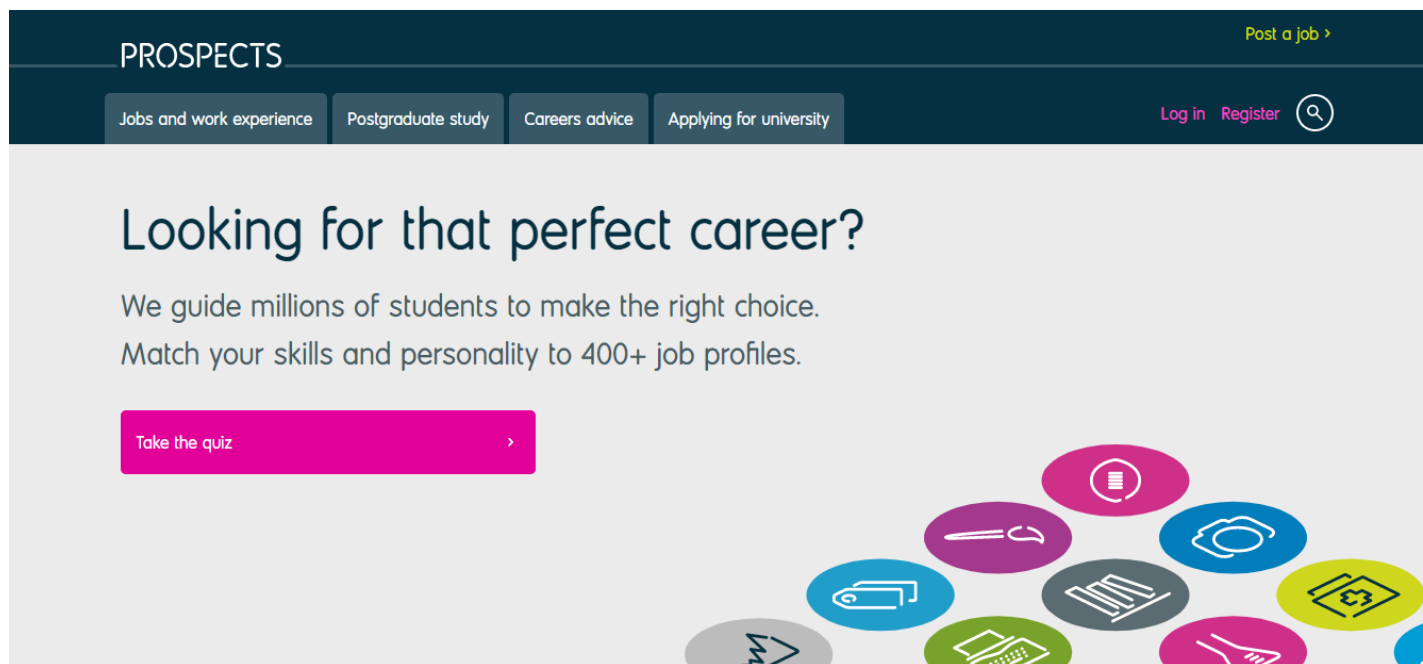 Post a job ›
PROSPECTS
Jobs and work experience
Postgraduate study
Careers advice
Applying for university
Log in
Register
Looking for that perfect career?
We guide millions of students to make the right choice.
Match your skills and personality to 400+ job profiles.
Take the quiz ›